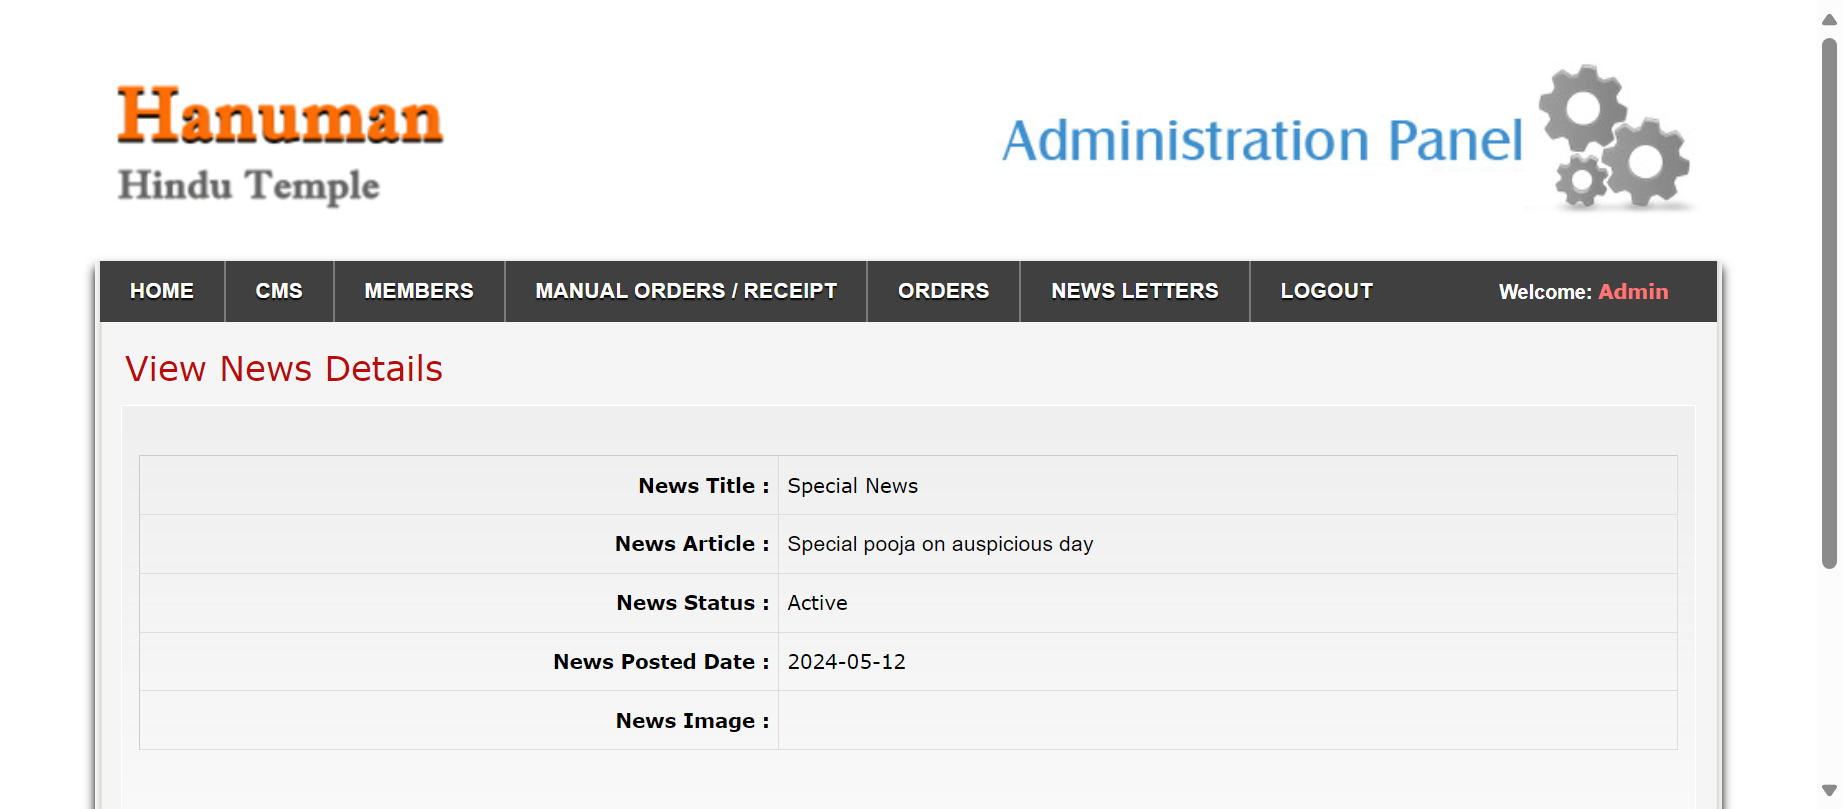 Hanuman
Hindu Temple
Administration Panel
HOME CMS MEMBERS MANUAL ORDERS / RECEIPT ORDERS NEWS LETTERS LOGOUT Welcome: Admin
View News Details
News Title : Special News
News Article : Special pooja on auspicious day
News Status : Active
News Posted Date : 2024-05-12
News Image :